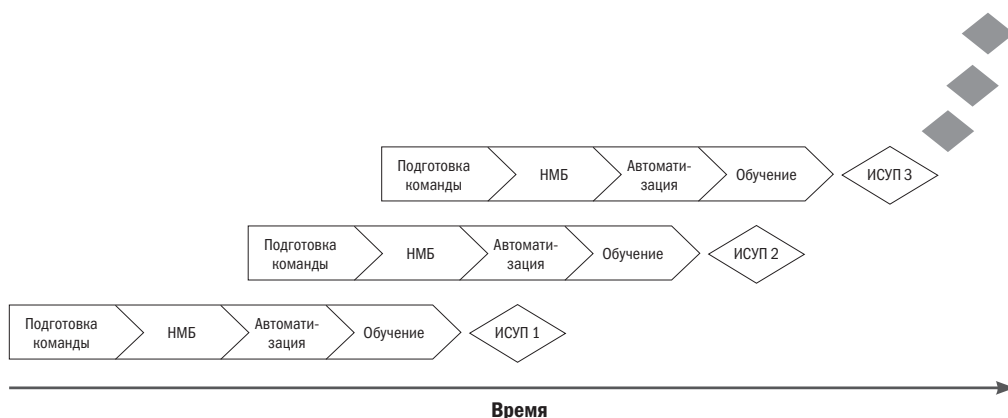 Подготовка
команды
НМБ
Автомати-
зация
Обучение
ИСУП 3
Подготовка
команды
НМБ
Автомати-
зация
Обучение
ИСУП 2
Подготовка
команды
НМБ
Автомати-
зация
Обучение
ИСУП 1
Время